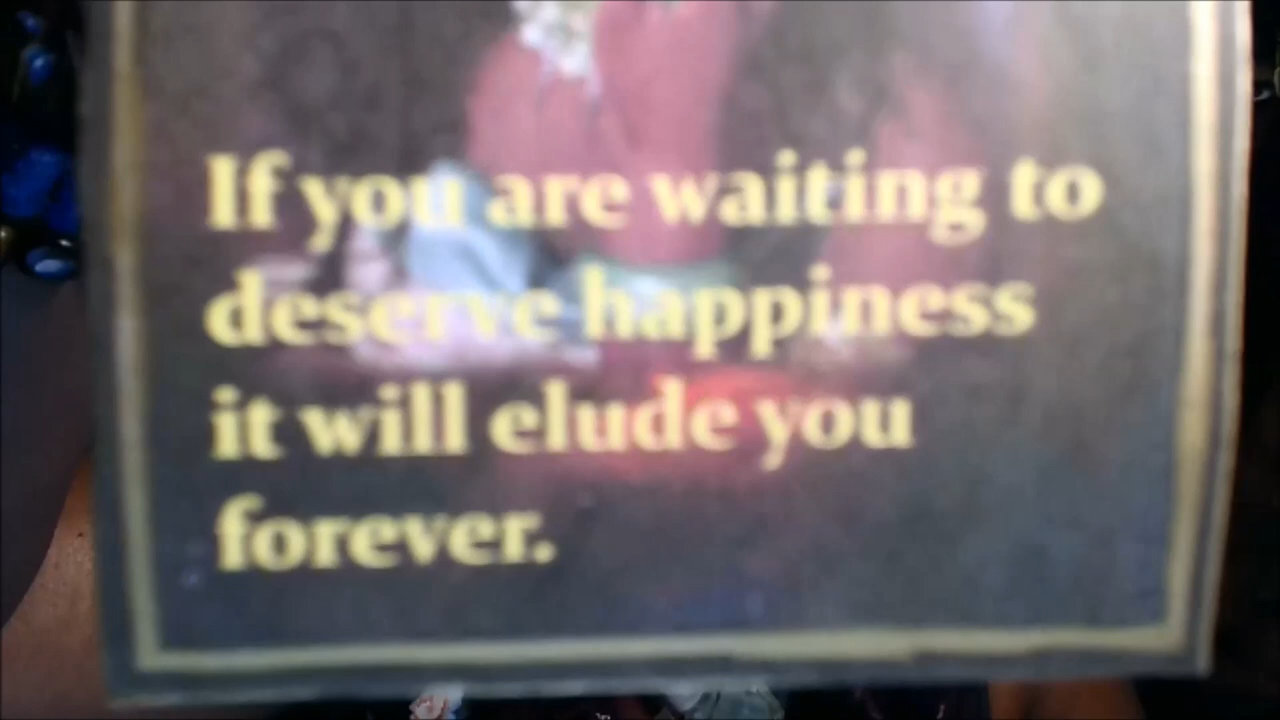 If you are waiting to
deserve happiness
it will elude you
forever.